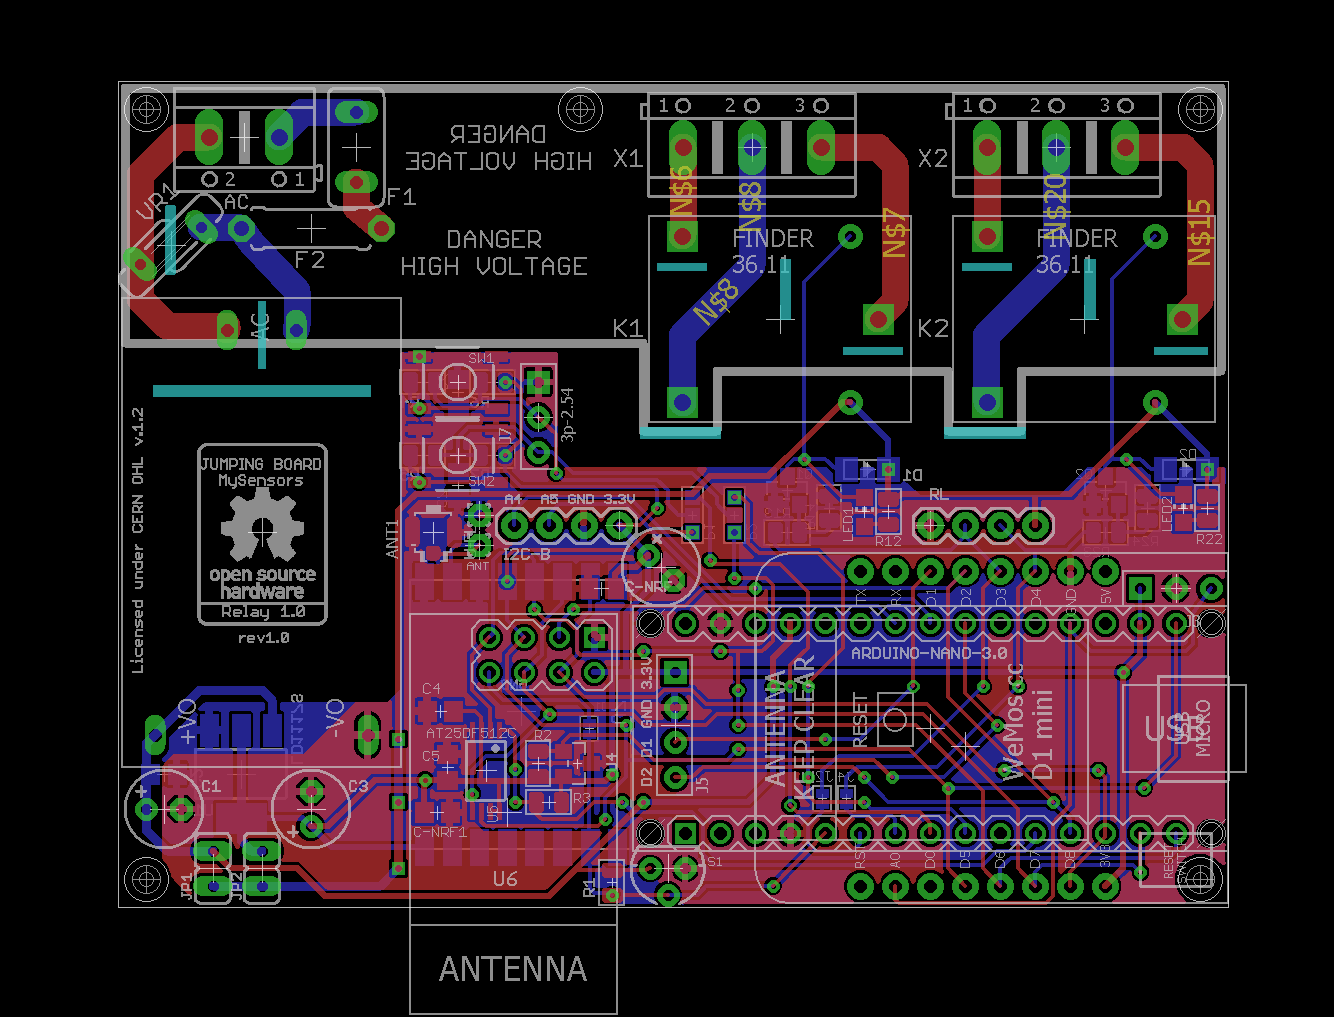 1 2 3
1 2 3
DANGER
HIGH VOLTAGE
X1
X2
2 1
VR1
AC
F1
N$6
N$8
N$7
N$20
N$15
DANGER
HIGH VOLTAGE
FINDER
36.11
FINDER
36.11
F2
N$8
AC
K1
K2
SW1
3p-2.54
J7
SW2
JUMPING BOARD
MySensors
open source
hardware
Relay 1.0
rev1.0
Licensed under CERN OHL v1.2
D1
A4 A5 GND 3.3V
RL
LED1
R12
LED2
R22
ANT1
I2C-B
ANT
C-NRF
TX
RX
D1
D2
D3
D4
GND
5V
ARDUINO-NANO-3.0
3.3V
GND
D1
D2
J5
ANTENNA
KEEP CLEAR
RESET
WeMos.cc
D1 mini
USB
USB
MICRO
+VO
-VO
LD1117S
C4
AT25DF512C
C5
R2
R3
C1
C3
C-NRF1
JP1
JP2
U6
R1
S1
RST
A0
D0
D5
D6
D7
D8
3V3
RESET
ANTENNA